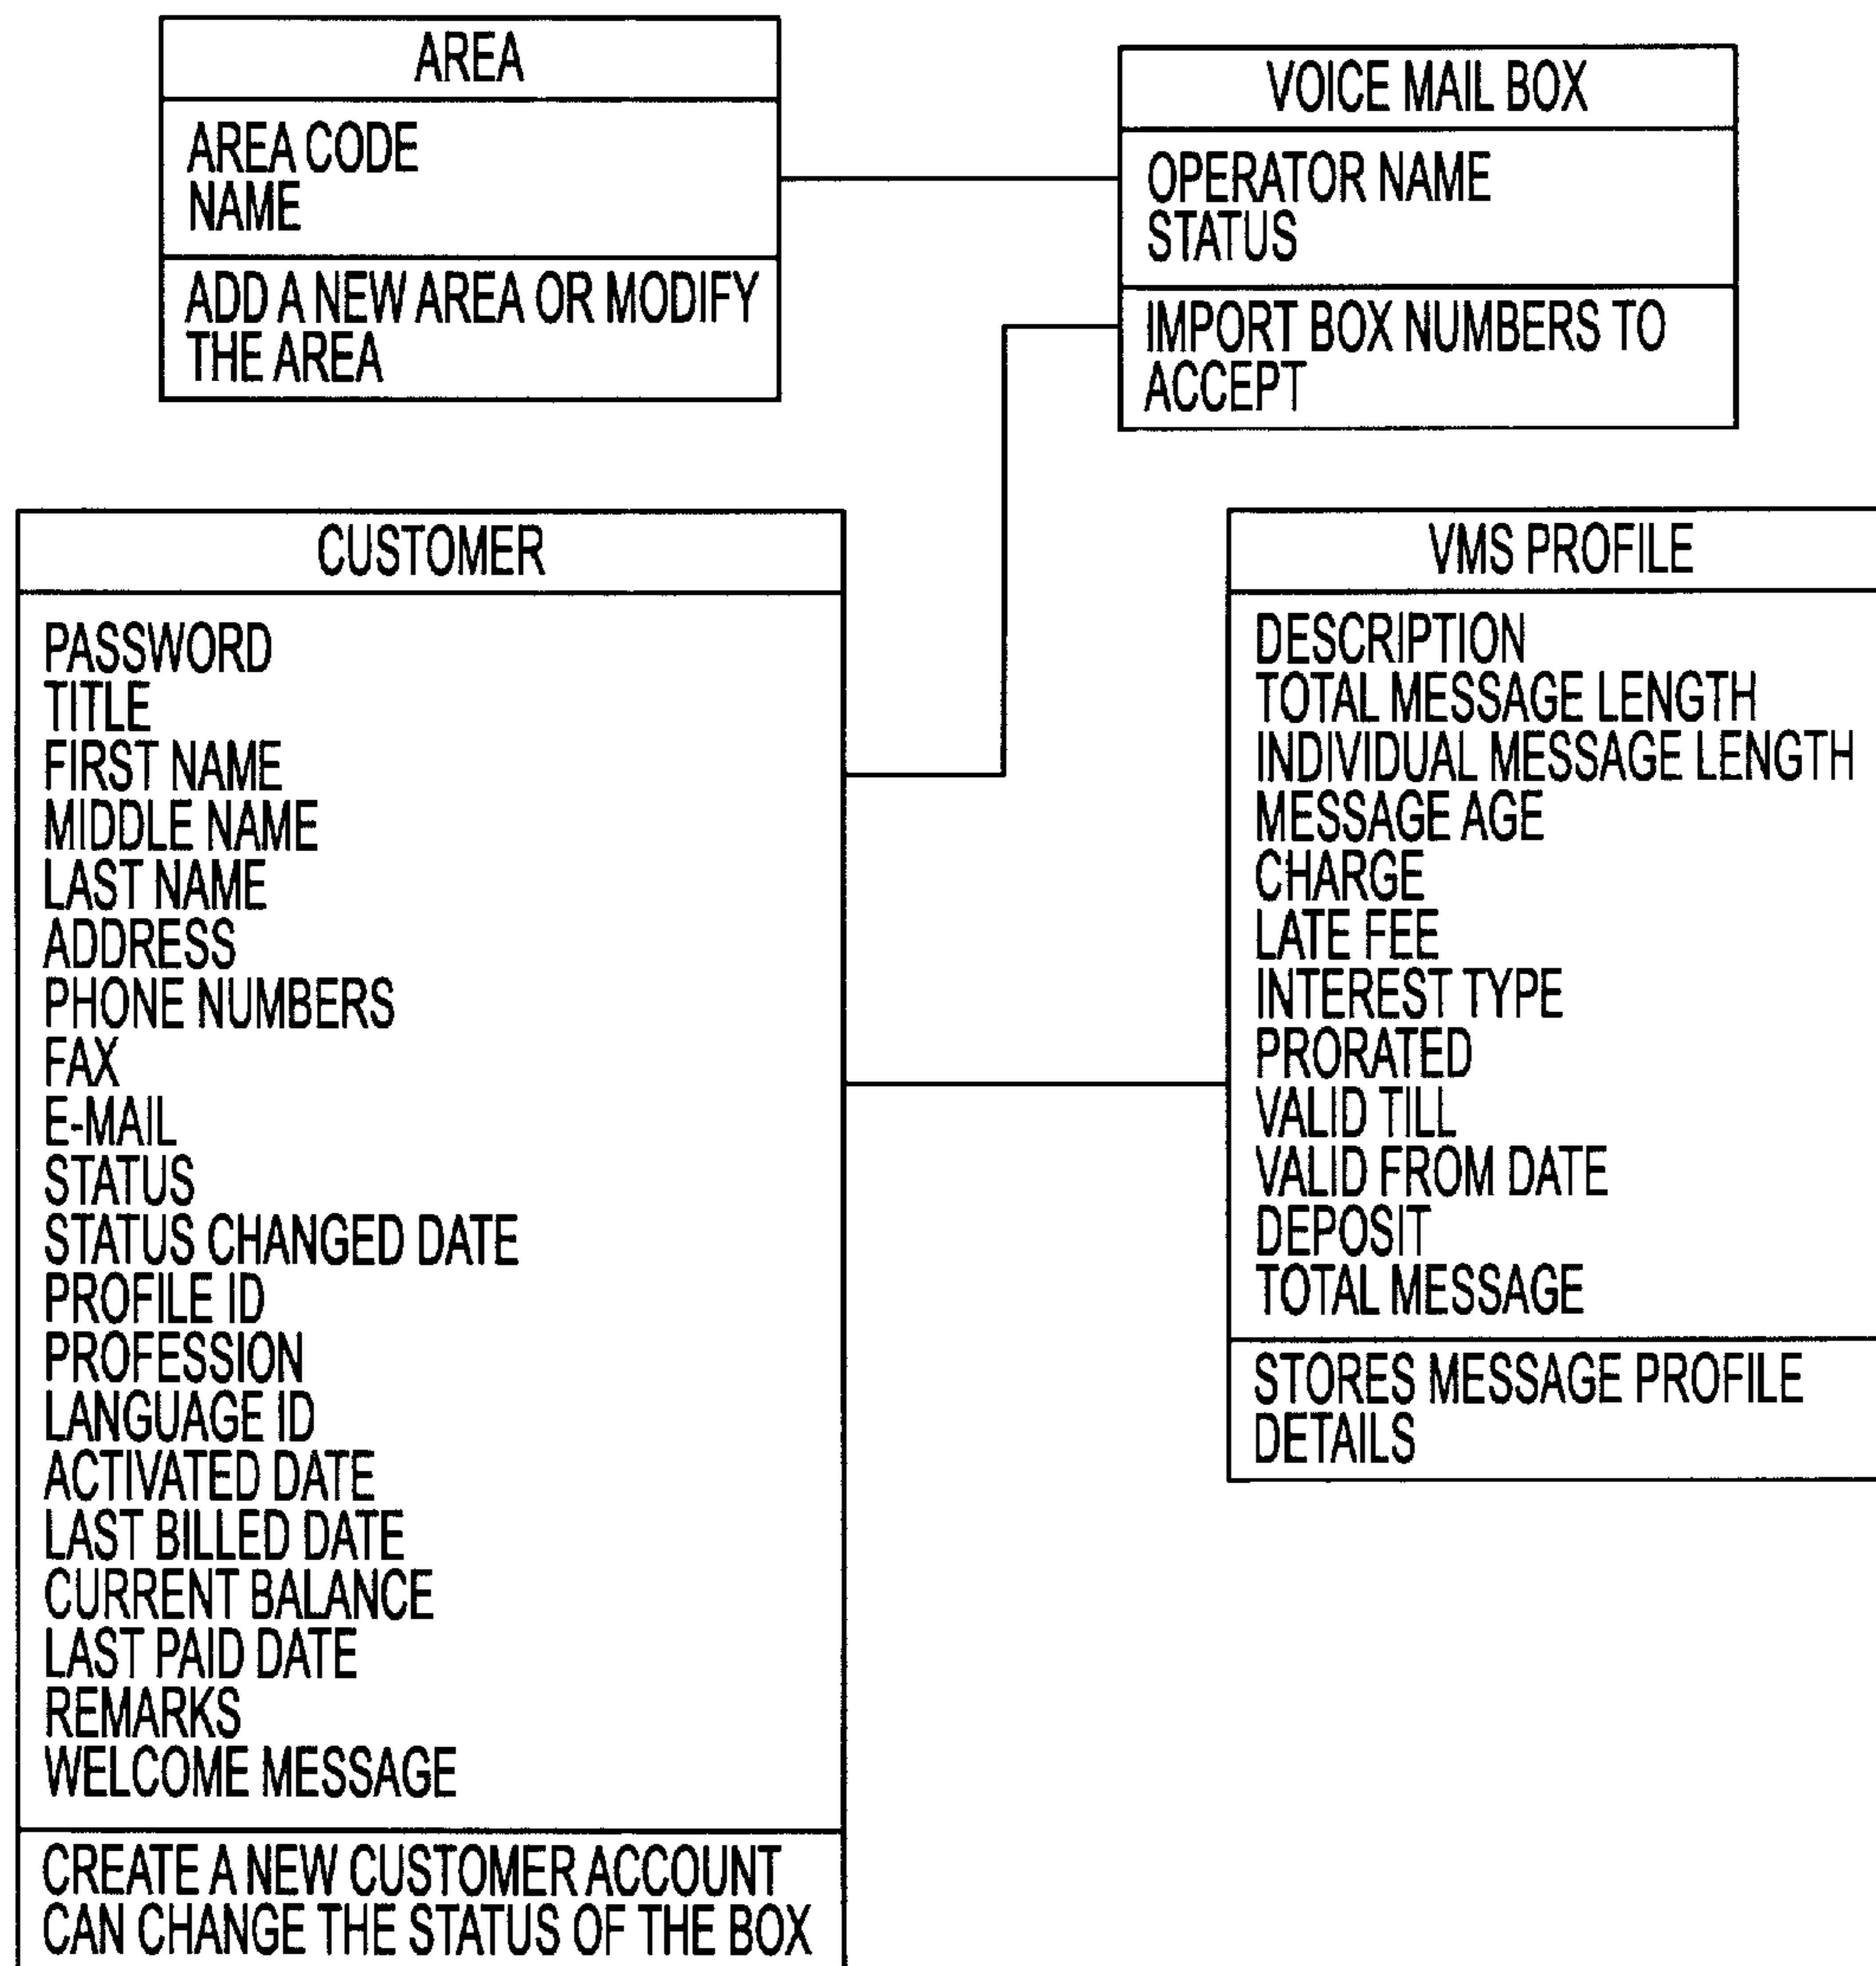 AREA
AREA CODE
NAME
ADD A NEW AREA OR MODIFY
THE AREA
VOICE MAIL BOX
OPERATOR NAME
STATUS
IMPORT BOX NUMBERS TO
ACCEPT
CUSTOMER
PASSWORD
TITLE
FIRST NAME
MIDDLE NAME
LAST NAME
ADDRESS
PHONE NUMBERS
FAX
E-MAIL
STATUS
STATUS CHANGED DATE
PROFILE ID
PROFESSION
LANGUAGE ID
ACTIVATED DATE
LAST BILLED DATE
CURRENT BALANCE
LAST PAID DATE
REMARKS
WELCOME MESSAGE
CREATE A NEW CUSTOMER ACCOUNT
CAN CHANGE THE STATUS OF THE BOX
VMS PROFILE
DESCRIPTION
TOTAL MESSAGE LENGTH
INDIVIDUAL MESSAGE LENGTH
MESSAGE AGE
CHARGE
LATE FEE
INTEREST TYPE
PRORATED
VALID TILL
VALID FROM DATE
DEPOSIT
TOTAL MESSAGE
STORES MESSAGE PROFILE
DETAILS